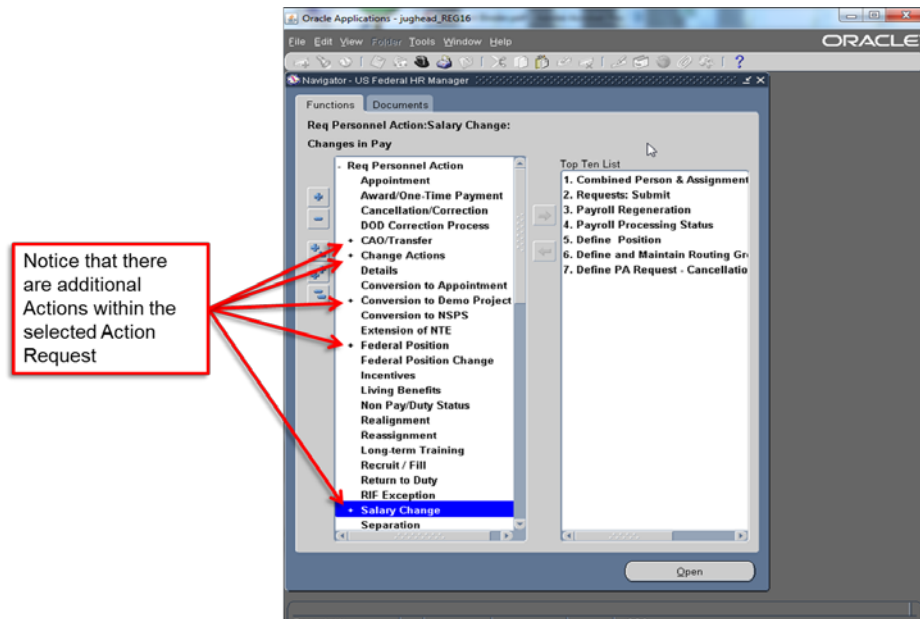 Oracle Applications - jughead_REG16
File Edit View Folder Tools Window Help
ORACLE
Navigator - US Federal HR Manager
Functions Documents
Req Personnel Action:Salary Change:
Changes in Pay
- Req Personnel Action
Appointment
Award/One-Time Payment
Cancellation/Correction
DOD Correction Process
+ CAO/Transfer
+ Change Actions
Details
Conversion to Appointment
+ Conversion to Demo Project
Conversion to NSPS
Extension of NTE
+ Federal Position
Federal Position Change
Incentives
Living Benefits
Non Pay/Duty Status
Realignment
Reassignment
Long-term Training
Recruit / Fill
Return to Duty
RIF Exception
+ Salary Change
Separation
Top Ten List
1. Combined Person & Assignment
2. Requests: Submit
3. Payroll Regeneration
4. Payroll Processing Status
5. Define Position
6. Define and Maintain Routing Gr
7. Define PA Request - Cancellatio
Open
Notice that there
are additional
Actions within the
selected Action
Request